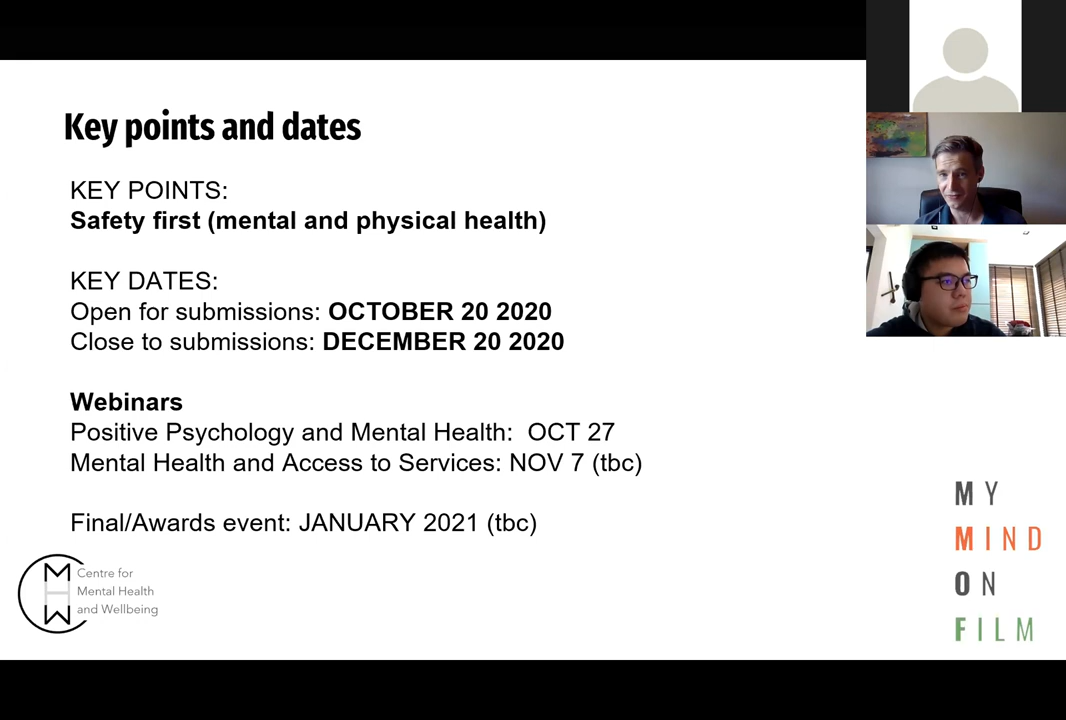 Key points and dates
KEY POINTS:
Safety first (mental and physical health)
KEY DATES:
Open for submissions: OCTOBER 20 2020
Close to submissions: DECEMBER 20 2020
Webinars
Positive Psychology and Mental Health: OCT 27
Mental Health and Access to Services: NOV 7 (tbc)
Final/Awards event: JANUARY 2021 (tbc)
MHW
Centre for
Mental Health
and Wellbeing
MY
MIND
ON
FILM